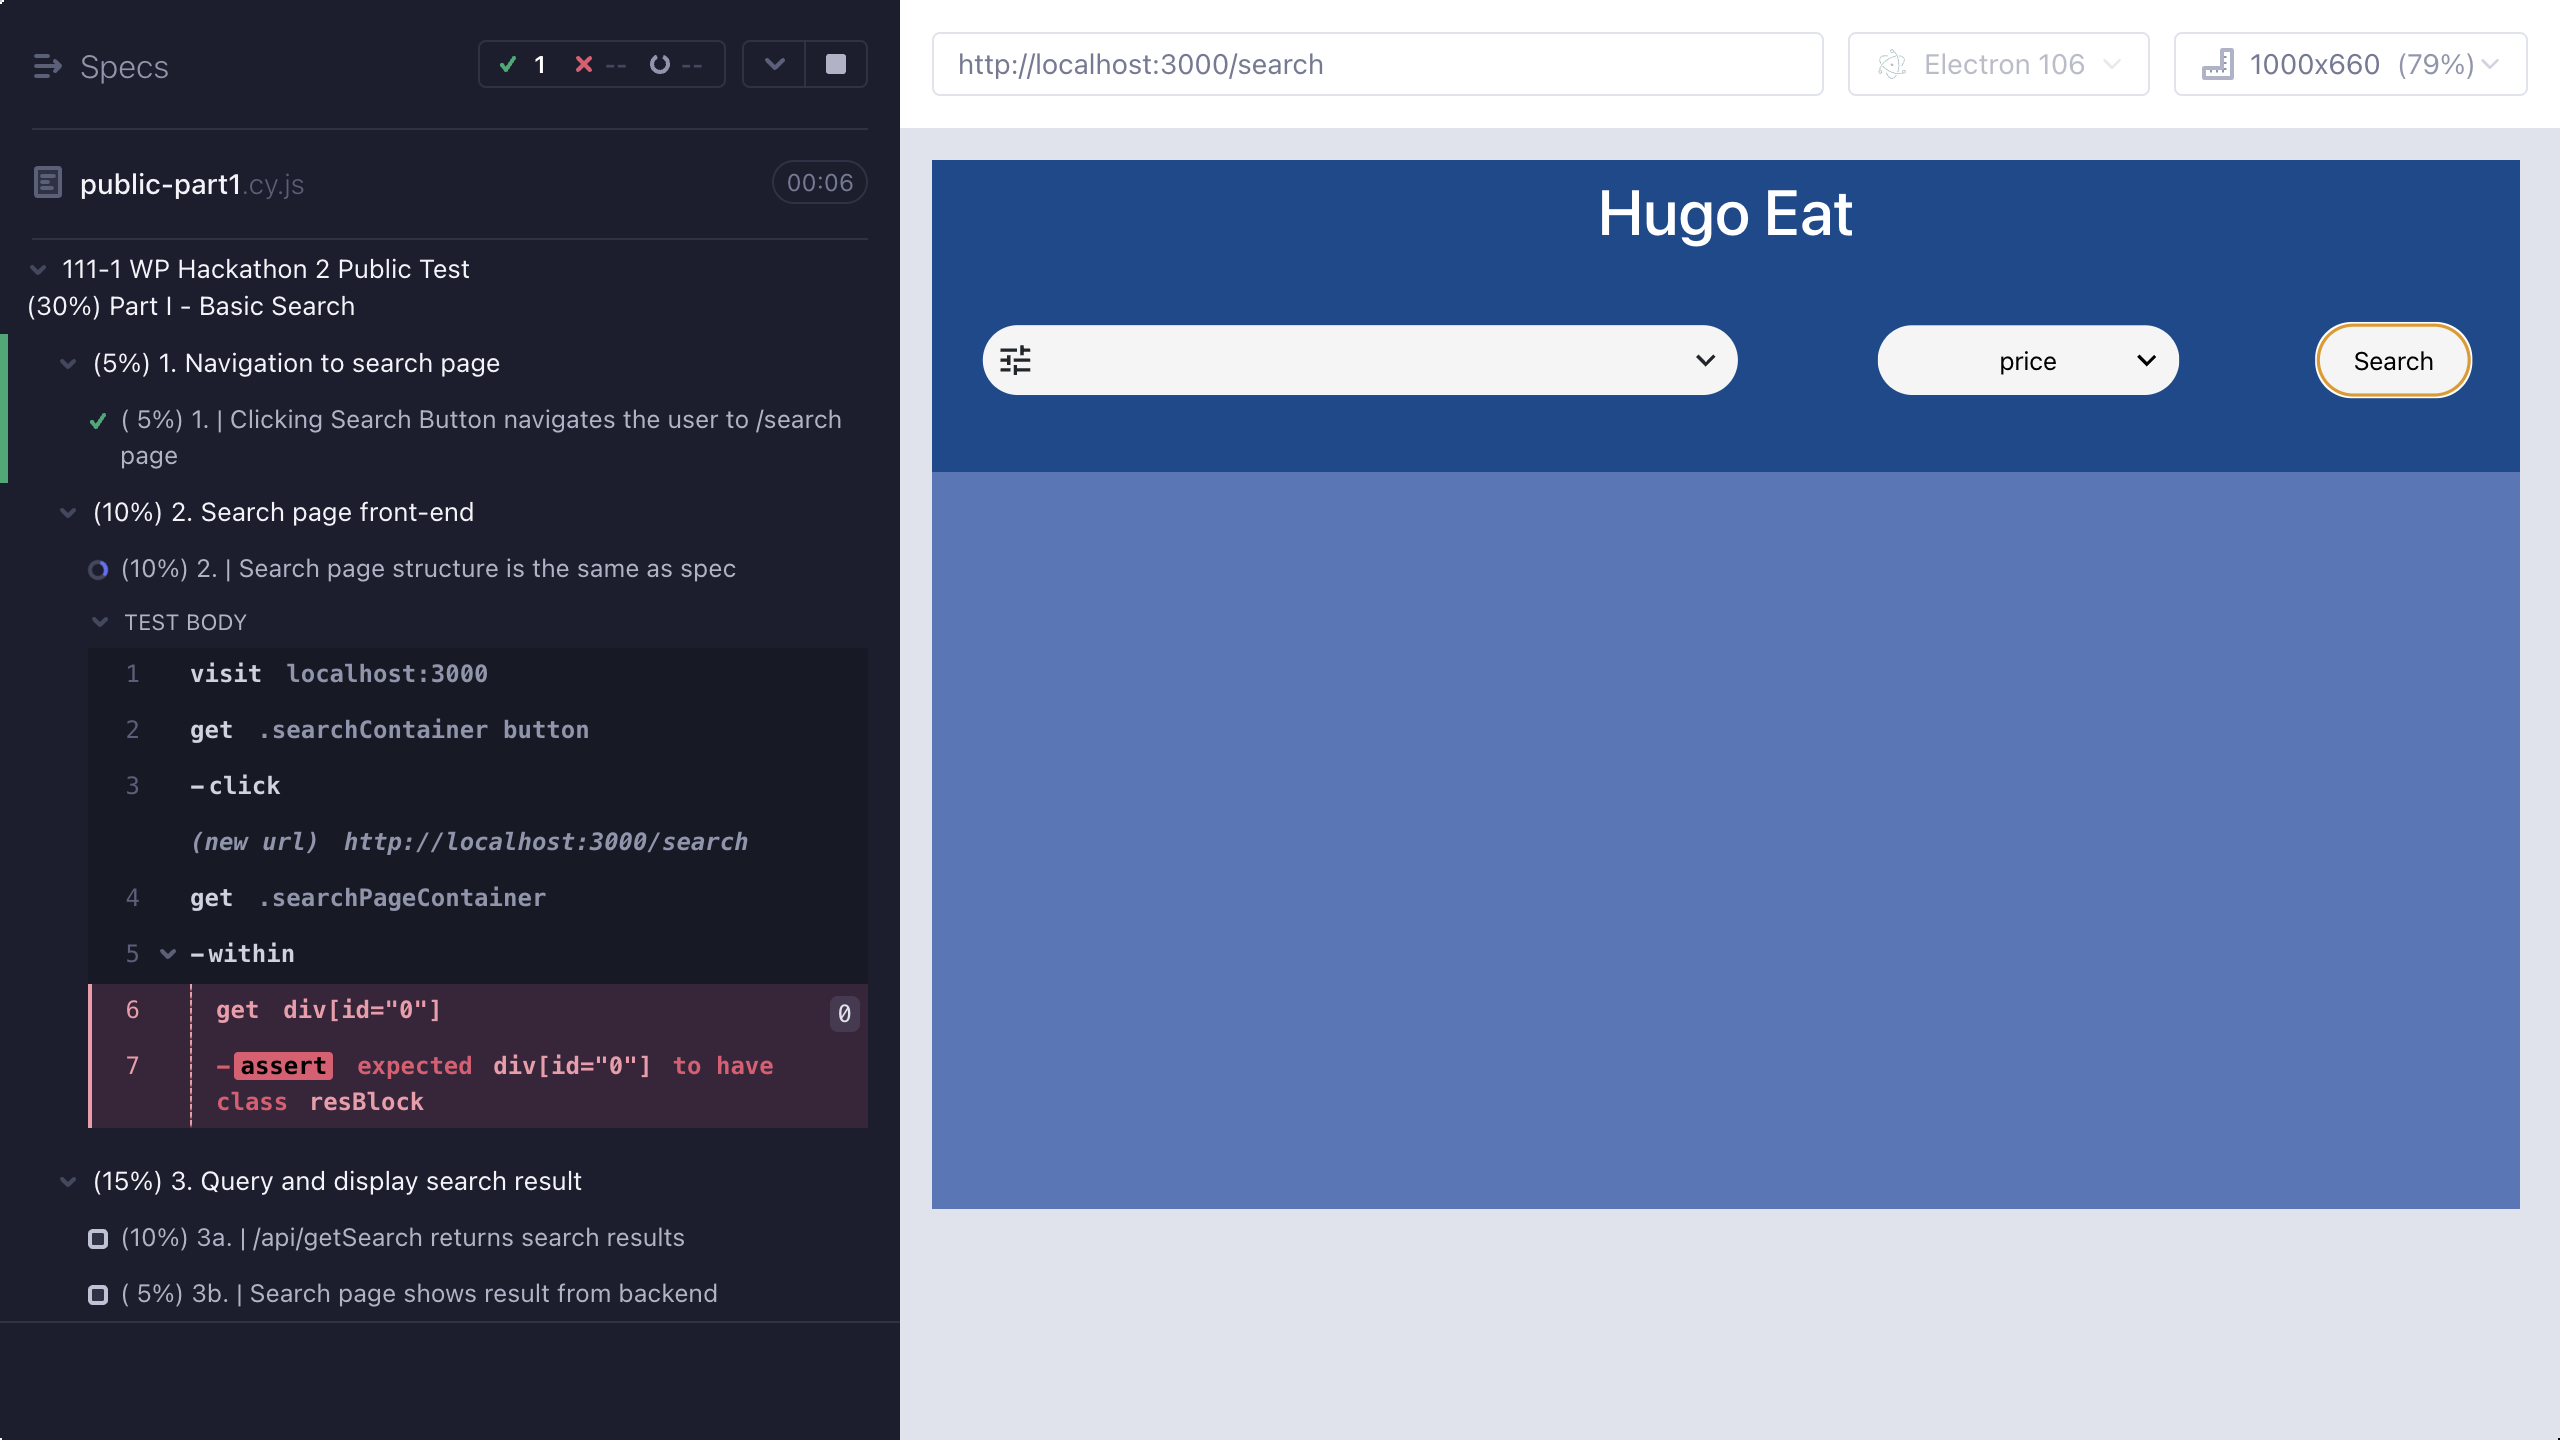 Specs
1 -- --
public-part1.cy.js
00:06
111-1 WP Hackathon 2 Public Test
(30%) Part I - Basic Search
(5%) 1. Navigation to search page
( 5%) 1. | Clicking Search Button navigates the user to /search
page
(10%) 2. Search page front-end
(10%) 2. | Search page structure is the same as spec
TEST BODY
1 visit localhost:3000
2 get .searchContainer button
3 -click
(new url) http://localhost:3000/search
4 get .searchPageContainer
5 -within
6 get div[id="0"] 0
7 -assert expected div[id="0"] to have
class resBlock
(15%) 3. Query and display search result
(10%) 3a. | /api/getSearch returns search results
( 5%) 3b. | Search page shows result from backend
http://localhost:3000/search
Electron 106
1000x660 (79%)
Hugo Eat
price
Search